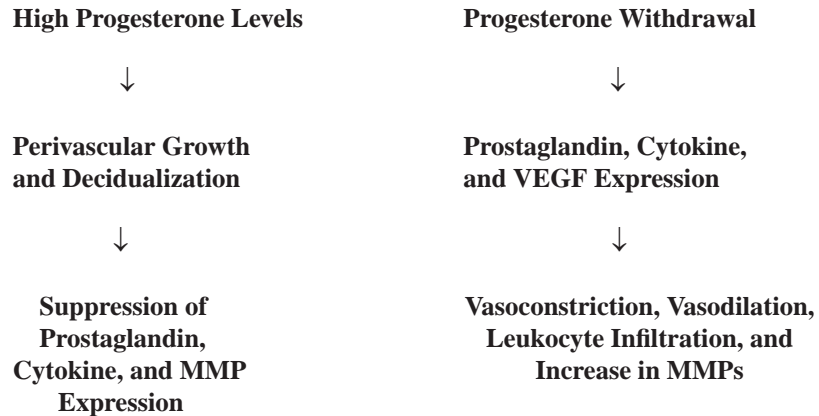 High Progesterone Levels
↓
Perivascular Growth
and Decidualization
↓
Suppression of
Prostaglandin,
Cytokine, and MMP
Expression
Progesterone Withdrawal
↓
Prostaglandin, Cytokine,
and VEGF Expression
↓
Vasoconstriction, Vasodilation,
Leukocyte Infiltration, and
Increase in MMPs